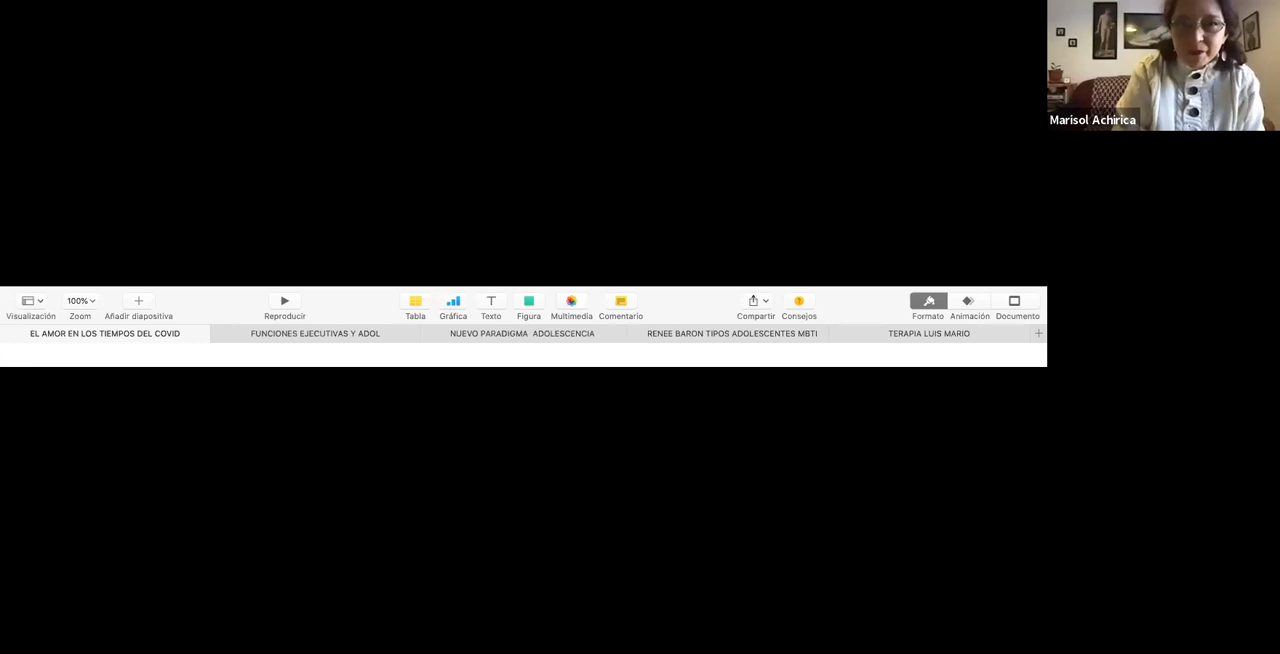 Marisol Achirica
100%
Visualización Zoom Añadir diapositiva Reproducir Tabla Gráfica Texto Figura Multimedia Comentario Compartir Consejos Formato Animación Documento
EL AMOR EN LOS TIEMPOS DEL COVID FUNCIONES EJECUTIVAS Y ADOL NUEVO PARADIGMA ADOLESCENCIA RENEE BARON TIPOS ADOLESCENTES MBTI TERAPIA LUIS MARIO